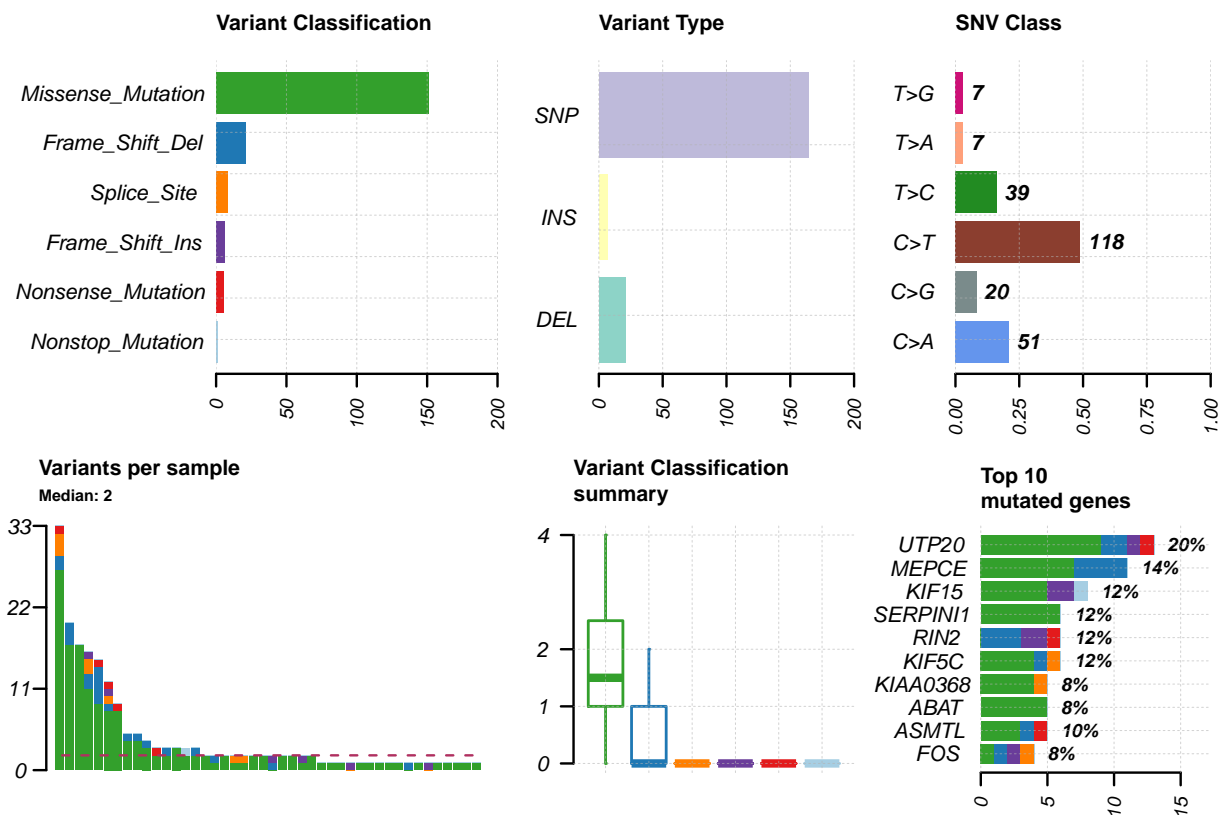 Variant Classification
Missense_Mutation
Frame_Shift_Del
Splice_Site
Frame_Shift_Ins
Nonsense_Mutation
Nonstop_Mutation
0
50
100
150
200
Variant Type
SNP
INS
DEL
0
50
100
150
200
SNV Class
T>G
7
T>A
7
T>C
39
C>T
118
C>G
20
C>A
51
0.00
0.25
0.50
0.75
1.00
Variants per sample
Median: 2
33
22
11
0
Variant Classification
summary
4
2
1
0
Top 10
mutated genes
UTP20
20%
MEPCE
14%
KIF15
12%
SERPINI1
12%
RIN2
12%
KIF5C
12%
KIAA0368
8%
ABAT
8%
ASMTL
10%
FOS
8%
0
5
10
15